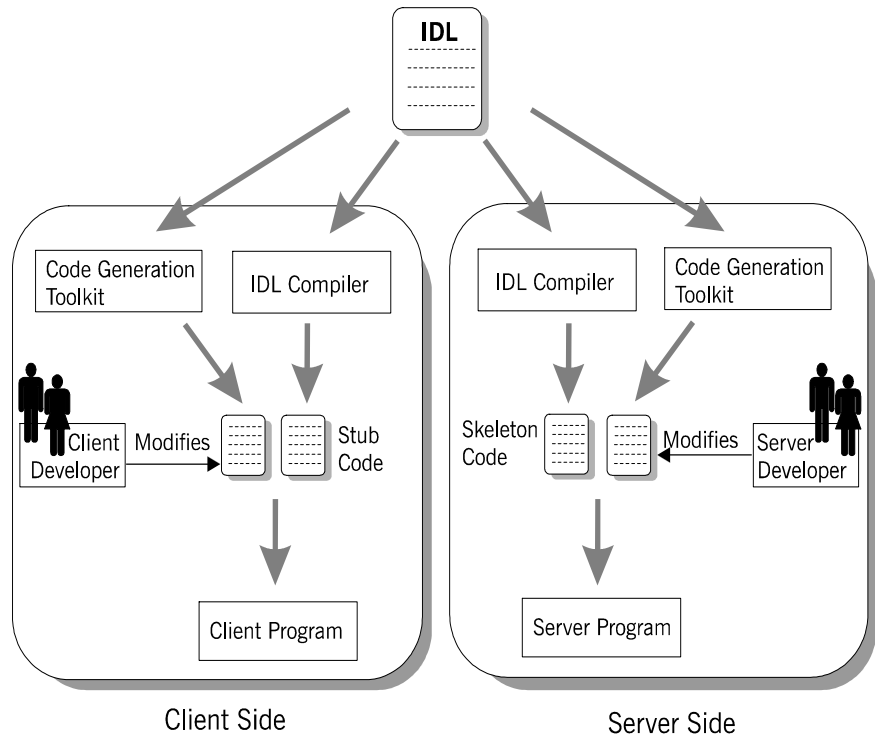 IDL
Code Generation
Toolkit
IDL Compiler
IDL Compiler
Code Generation
Toolkit
Client
Developer
Modifies
Stub
Code
Skeleton
Code
Modifies
Server
Developer
Client Program
Server Program
Client Side
Server Side